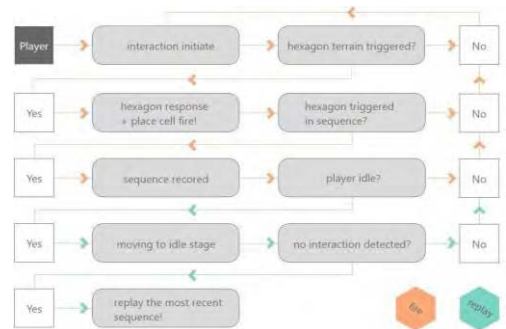 Player
interaction initiate
hexagon terrain triggered?
No
Yes
hexagon response
+ place cell fire!
hexagon triggered
in sequence?
No
Yes
sequence recored
player idle?
No
Yes
moving to idle stage
no interaction detected?
No
Yes
replay the most recent
sequence!
fire
replay